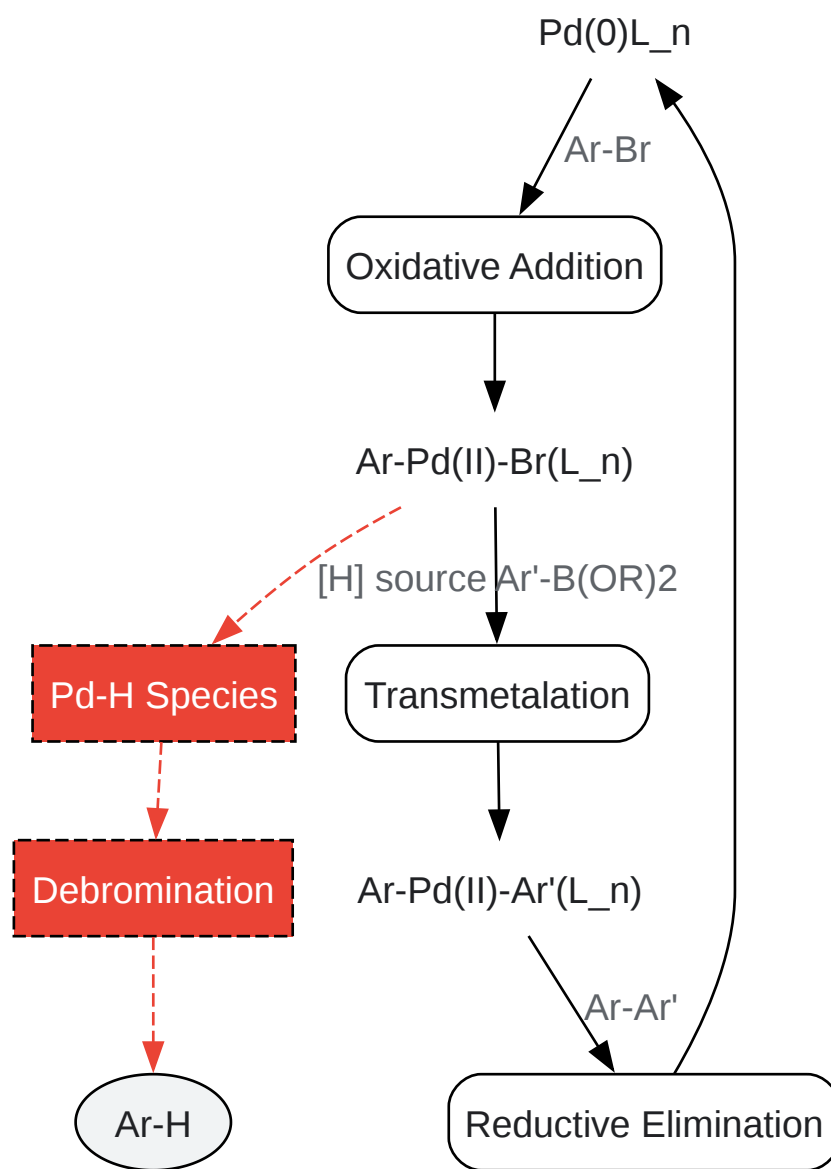 Pd(0)L_n
Ar-Br
Oxidative Addition
Ar-Pd(II)-Br(L_n)
[H] source Ar'-B(OR)2
Pd-H Species
Transmetalation
Debromination
Ar-Pd(II)-Ar'(L_n)
Ar-Ar'
Ar-H
Reductive Elimination